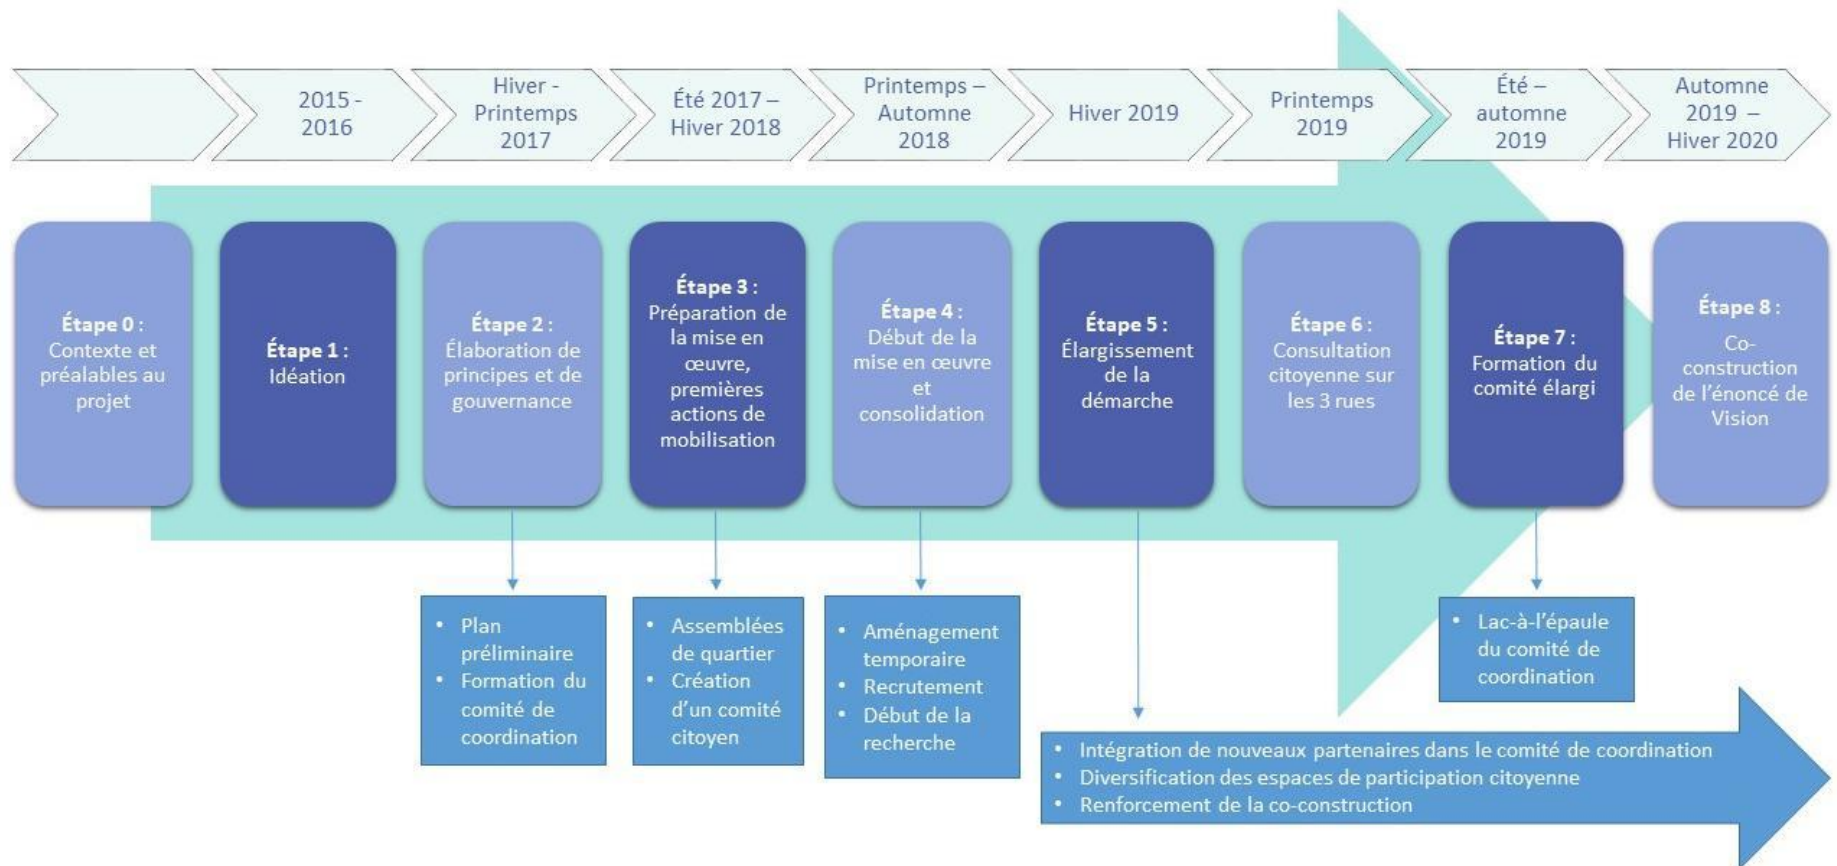 2015 -
2016
Hiver -
Printemps
2017
Été 2017 –
Hiver 2018
Printemps –
Automne
2018
Hiver 2019
Printemps
2019
Été –
automne
2019
Automne
2019 –
Hiver 2020
Étape 0 :
Contexte et
préalables au
projet
Étape 1 :
Idéation
Étape 2 :
Élaboration de
principes et de
gouvernance
Étape 3 :
Préparation de
la mise en
œuvre,
premières
actions de
mobilisation
Étape 4 :
Début de la
mise en œuvre
et
consolidation
Étape 5 :
Élargissement
de la
démarche
Étape 6 :
Consultation
citoyenne sur
les 3 rues
Étape 7 :
Formation du
comité élargi
Étape 8 :
Co-
construction
de l'énoncé de
Vision
• Plan
préliminaire
• Formation du
comité de
coordination
• Assemblées
de quartier
• Création
d'un comité
citoyen
• Aménagement
temporaire
• Recrutement
• Début de la
recherche
• Lac-à-l'épaule
du comité de
coordination
• Intégration de nouveaux partenaires dans le comité de coordination
• Diversification des espaces de participation citoyenne
• Renforcement de la co-construction